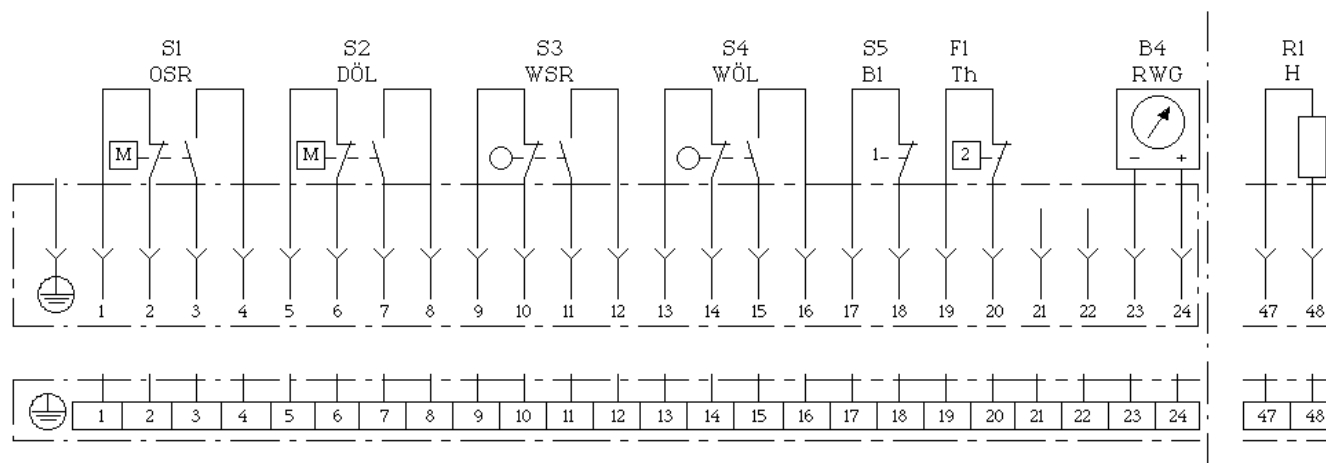 S1 S2 S3 S4 S5 F1 B4 R1
OSR DÖL WSR WÖL B1 Th RWG H
M M 1 2 - +
1 2 3 4 5 6 7 8 9 10 11 12 13 14 15 16 17 18 19 20 21 22 23 24 47 48
1 2 3 4 5 6 7 8 9 10 11 12 13 14 15 16 17 18 19 20 21 22 23 24 47 48